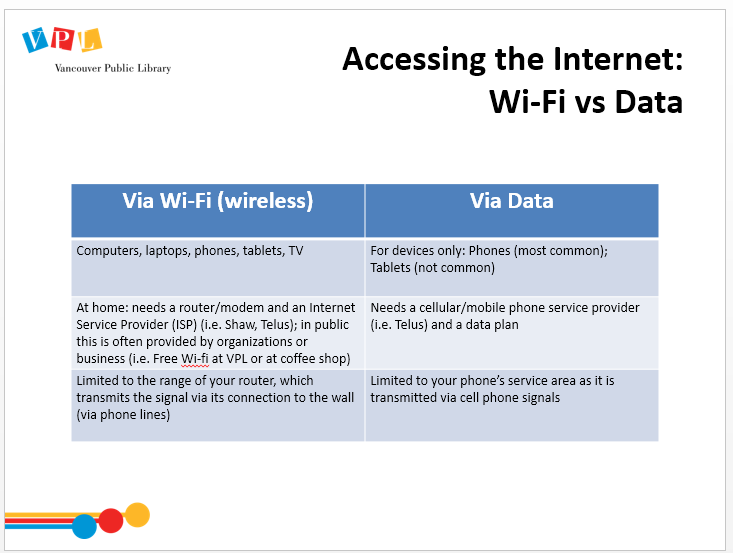 VPL
Vancouver Public Library
Accessing the Internet:
Wi-Fi vs Data
Via Wi-Fi (wireless)
Via Data
Computers, laptops, phones, tablets, TV
For devices only: Phones (most common);
Tablets (not common)
At home: needs a router/modem and an Internet
Service Provider (ISP) (i.e. Shaw, Telus); in public
this is often provided by organizations or
business (i.e. Free Wi-fi at VPL or at coffee shop)
Needs a cellular/mobile phone service provider
(i.e. Telus) and a data plan
Limited to the range of your router, which
transmits the signal via its connection to the wall
(via phone lines)
Limited to your phone's service area as it is
transmitted via cell phone signals